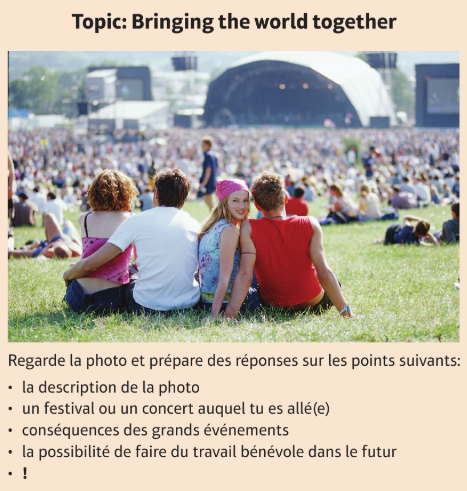 Topic: Bringing the world together
Regarde la photo et prépare des réponses sur les points suivants:
• la description de la photo
• un festival ou un concert auquel tu es allé(e)
• conséquences des grands événements
• la possibilité de faire du travail bénévole dans le futur
• !